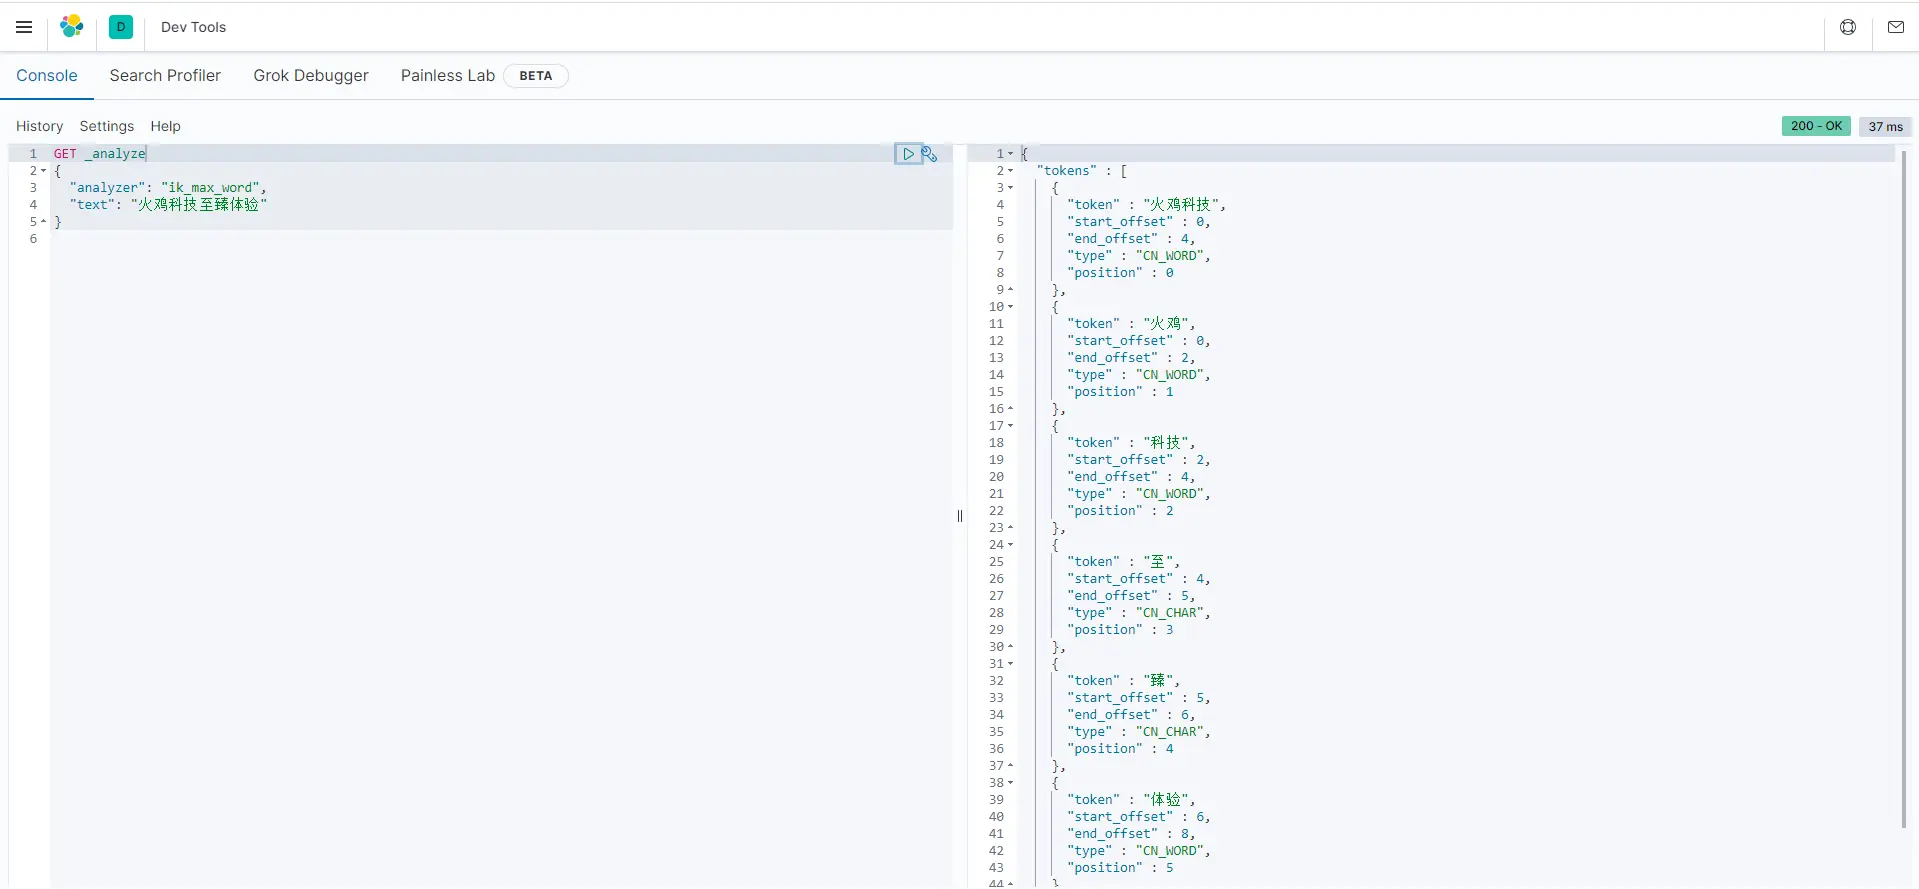 D
Dev Tools
Console
Search Profiler
Grok Debugger
Painless Lab
BETA
History
Settings
Help
200 - OK
37 ms
1 GET _analyze
2 {
3 "analyzer": "ik_max_word",
4 "text": "火鸡科技至臻体验"
5 }
6
1 {
2 "tokens" : [
3 {
4 "token" : "火鸡科技",
5 "start_offset" : 0,
6 "end_offset" : 4,
7 "type" : "CN_WORD",
8 "position" : 0
9 },
10 {
11 "token" : "火鸡",
12 "start_offset" : 0,
13 "end_offset" : 2,
14 "type" : "CN_WORD",
15 "position" : 1
16 },
17 {
18 "token" : "科技",
19 "start_offset" : 2,
20 "end_offset" : 4,
21 "type" : "CN_WORD",
22 "position" : 2
23 },
24 {
25 "token" : "至",
26 "start_offset" : 4,
27 "end_offset" : 5,
28 "type" : "CN_CHAR",
29 "position" : 3
30 },
31 {
32 "token" : "臻",
33 "start_offset" : 5,
34 "end_offset" : 6,
35 "type" : "CN_CHAR",
36 "position" : 4
37 },
38 {
39 "token" : "体验",
40 "start_offset" : 6,
41 "end_offset" : 8,
42 "type" : "CN_WORD",
43 "position" : 5
44 }